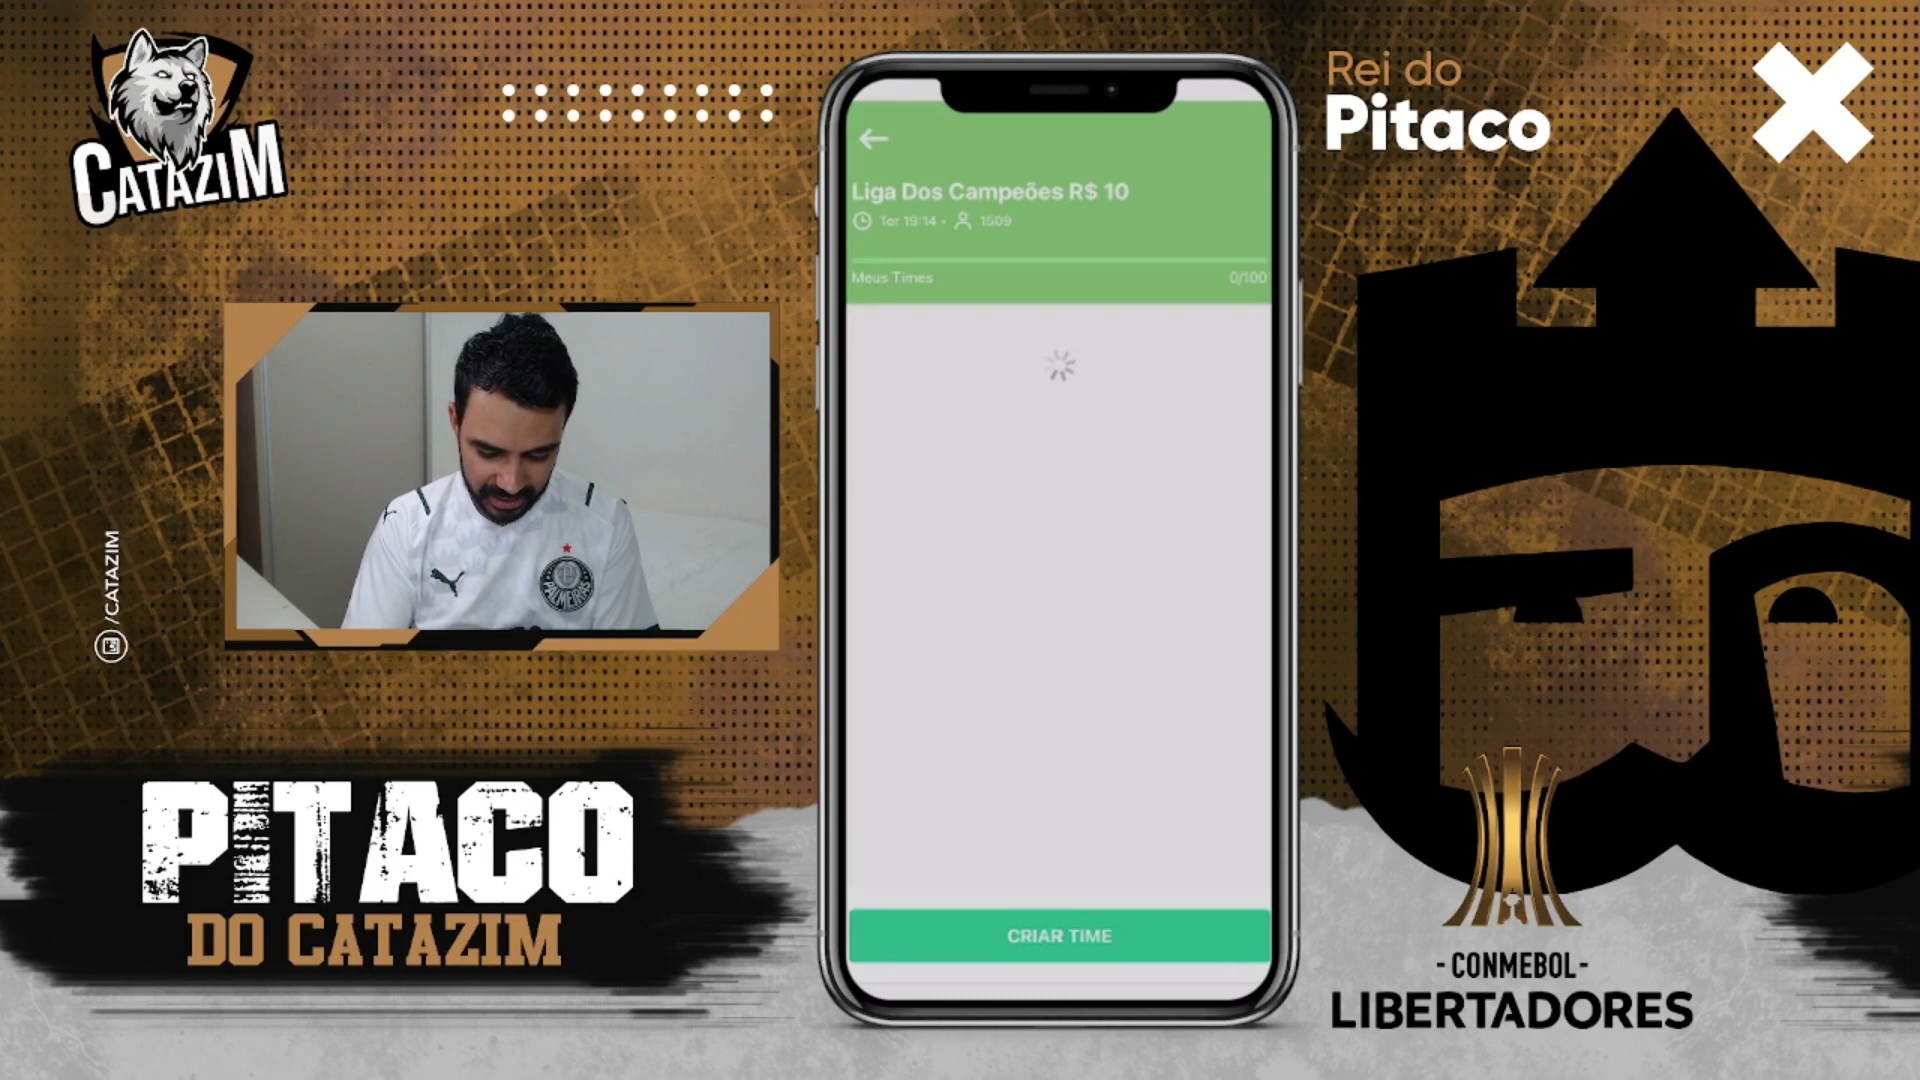 CATAZIM
Rei do
Pitaco
Liga Dos Campeões R$ 10
Ter 19:14 • 1509
Meus Times 0/100
PALMEIRAS
/CATAZIM
PITACO
DO CATAZIM
CRIAR TIME
- CONMEBOL -
LIBERTADORES